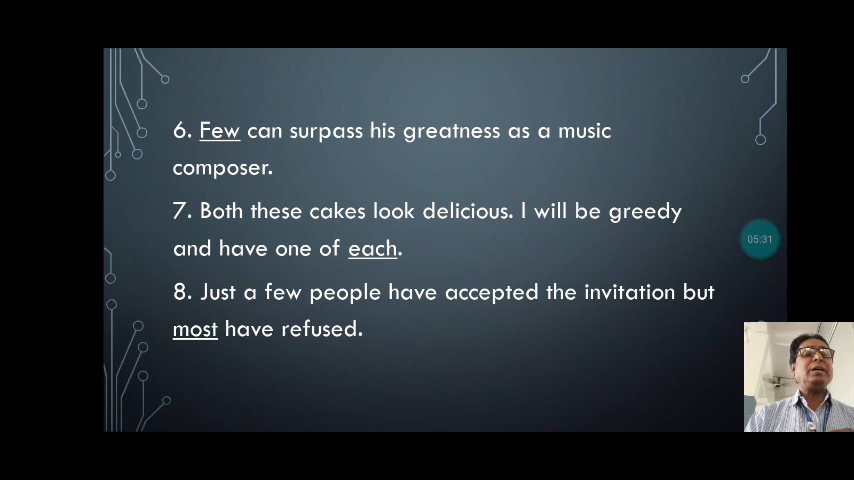 6. Few can surpass his greatness as a music
composer.
7. Both these cakes look delicious. I will be greedy
and have one of each.
8. Just a few people have accepted the invitation but
most have refused.
05:31